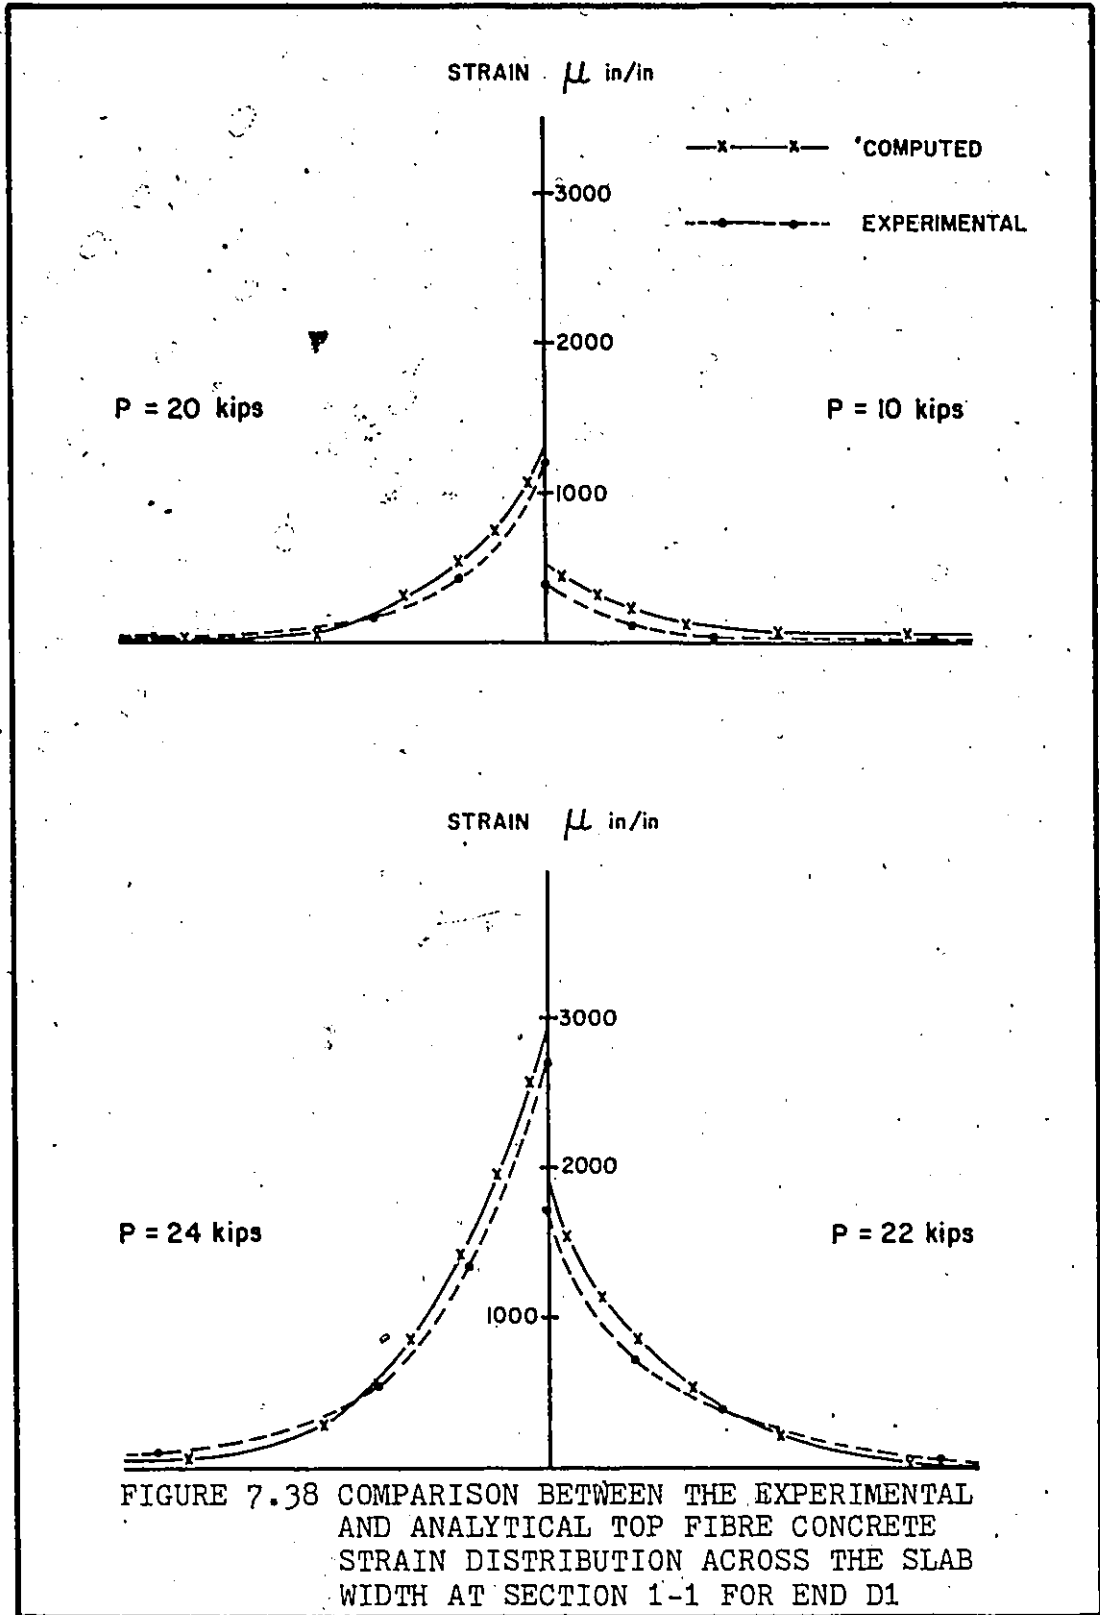 STRAIN μ in/in
COMPUTED
3000
EXPERIMENTAL
2000
P = 20 kips
P = 10 kips
1000
STRAIN μ in/in
3000
2000
P = 24 kips
P = 22 kips
1000
FIGURE 7.38 COMPARISON BETWEEN THE EXPERIMENTAL
AND ANALYTICAL TOP FIBRE CONCRETE
STRAIN DISTRIBUTION ACROSS THE SLAB
WIDTH AT SECTION 1-1 FOR END D1